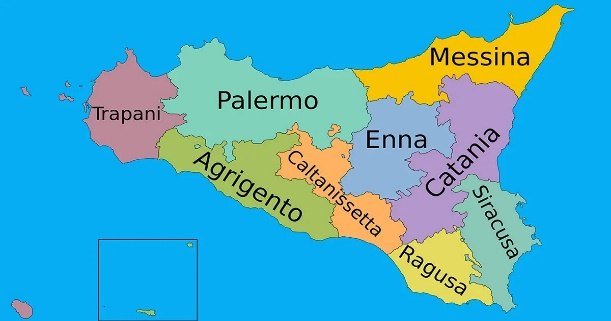 Messina
Palermo
Trapani
Enna
Catania
Agrigento
Caltanissetta
Siracusa
Ragusa